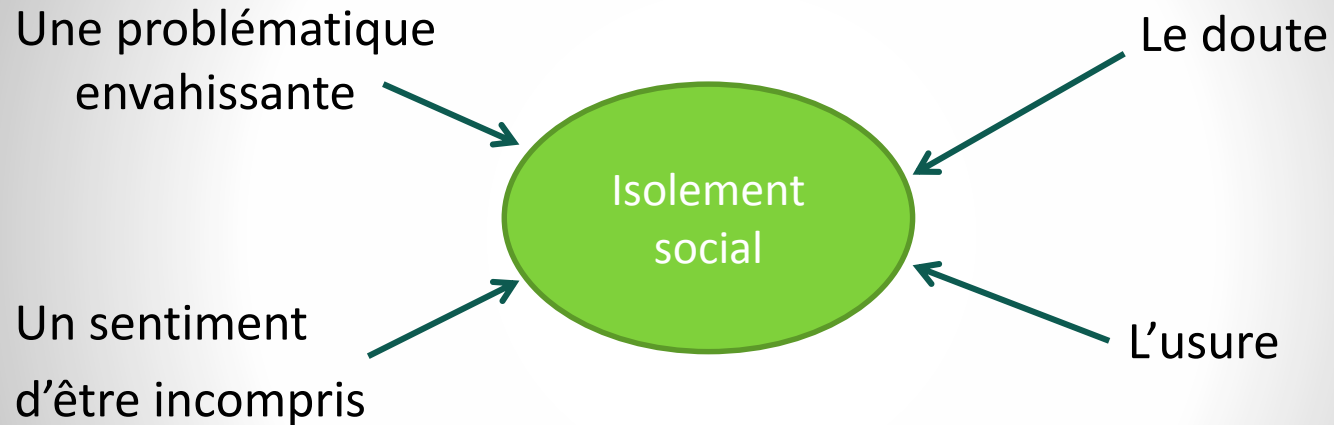 Une problématique
envahissante
Le doute
Isolement
social
Un sentiment
d’être incompris
L’usure